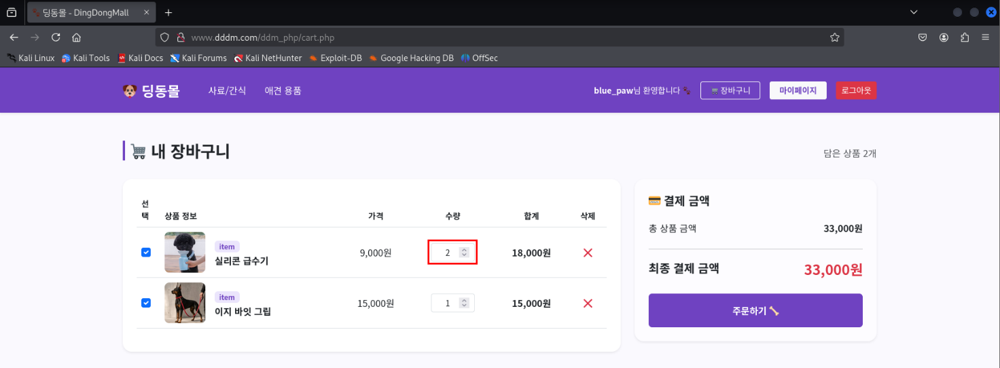 딩동몰 - DingDongMall
www.dddm.com/ddm_php/cart.php
Kali Linux Kali Tools Kali Docs Kali Forums Kali NetHunter Exploit-DB Google Hacking DB OffSec
딩동몰 사료/간식 애견 용품 blue_paw님 환영합니다 장바구니 마이페이지 로그아웃
내 장바구니
담은 상품 2개
선택 상품 정보 가격 수량 합계 삭제
item
실리콘 급수기 9,000원 2 18,000원
item
이지 바잇 그립 15,000원 1 15,000원
결제 금액
총 상품 금액 33,000원
최종 결제 금액 33,000원
주문하기